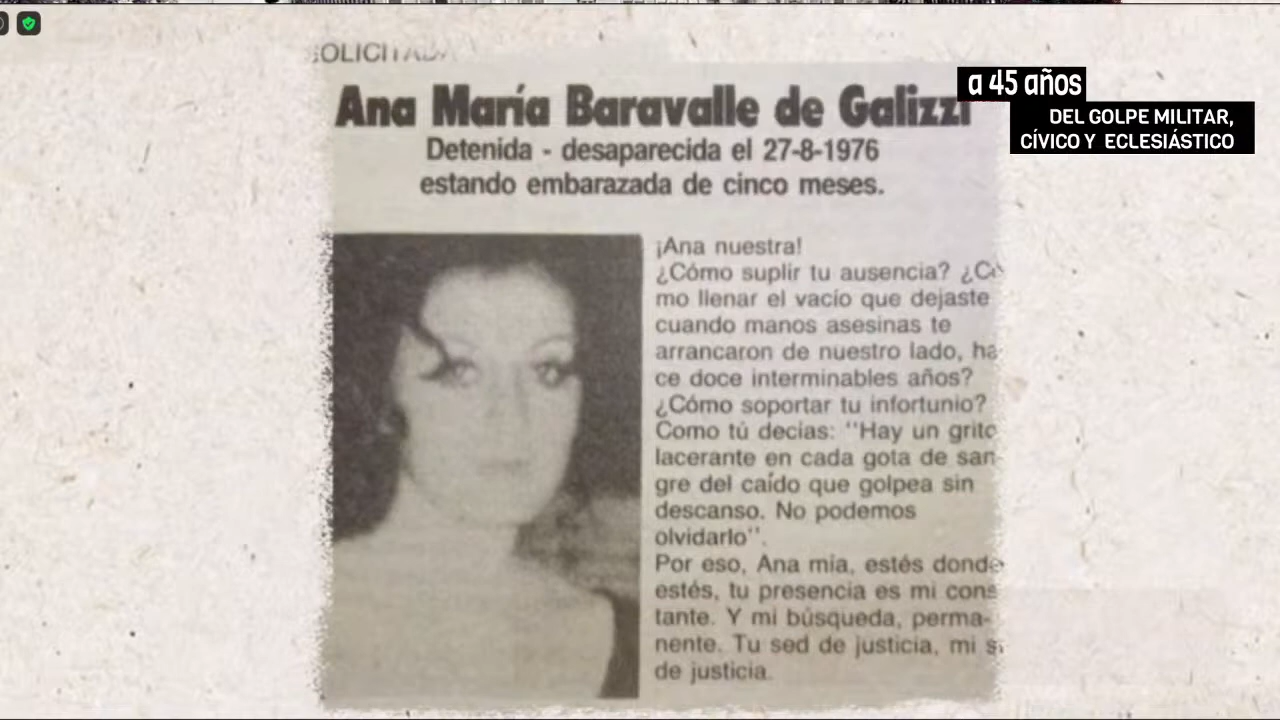 SOLICITADA
Ana María Baravalle de Galizzi
Detenida - desaparecida el 27-8-1976
estando embarazada de cinco meses.
a 45 años
DEL GOLPE MILITAR,
CÍVICO Y ECLESIÁSTICO
¡Ana nuestra!
¿Cómo suplir tu ausencia? ¿Có
mo llenar el vacío que dejaste
cuando manos asesinas te
arrancaron de nuestro lado, ha
ce doce interminables años?
¿Cómo soportar tu infortunio?
Como tú decías: "Hay un grito
lacerante en cada gota de san-
gre del caído que golpea sin
descanso. No podemos
olvidarlo".
Por eso, Ana mía, estés donde
estés, tu presencia es mi cons
tante. Y mi búsqueda, perma-
nente. Tu sed de justicia, mi
de justicia.